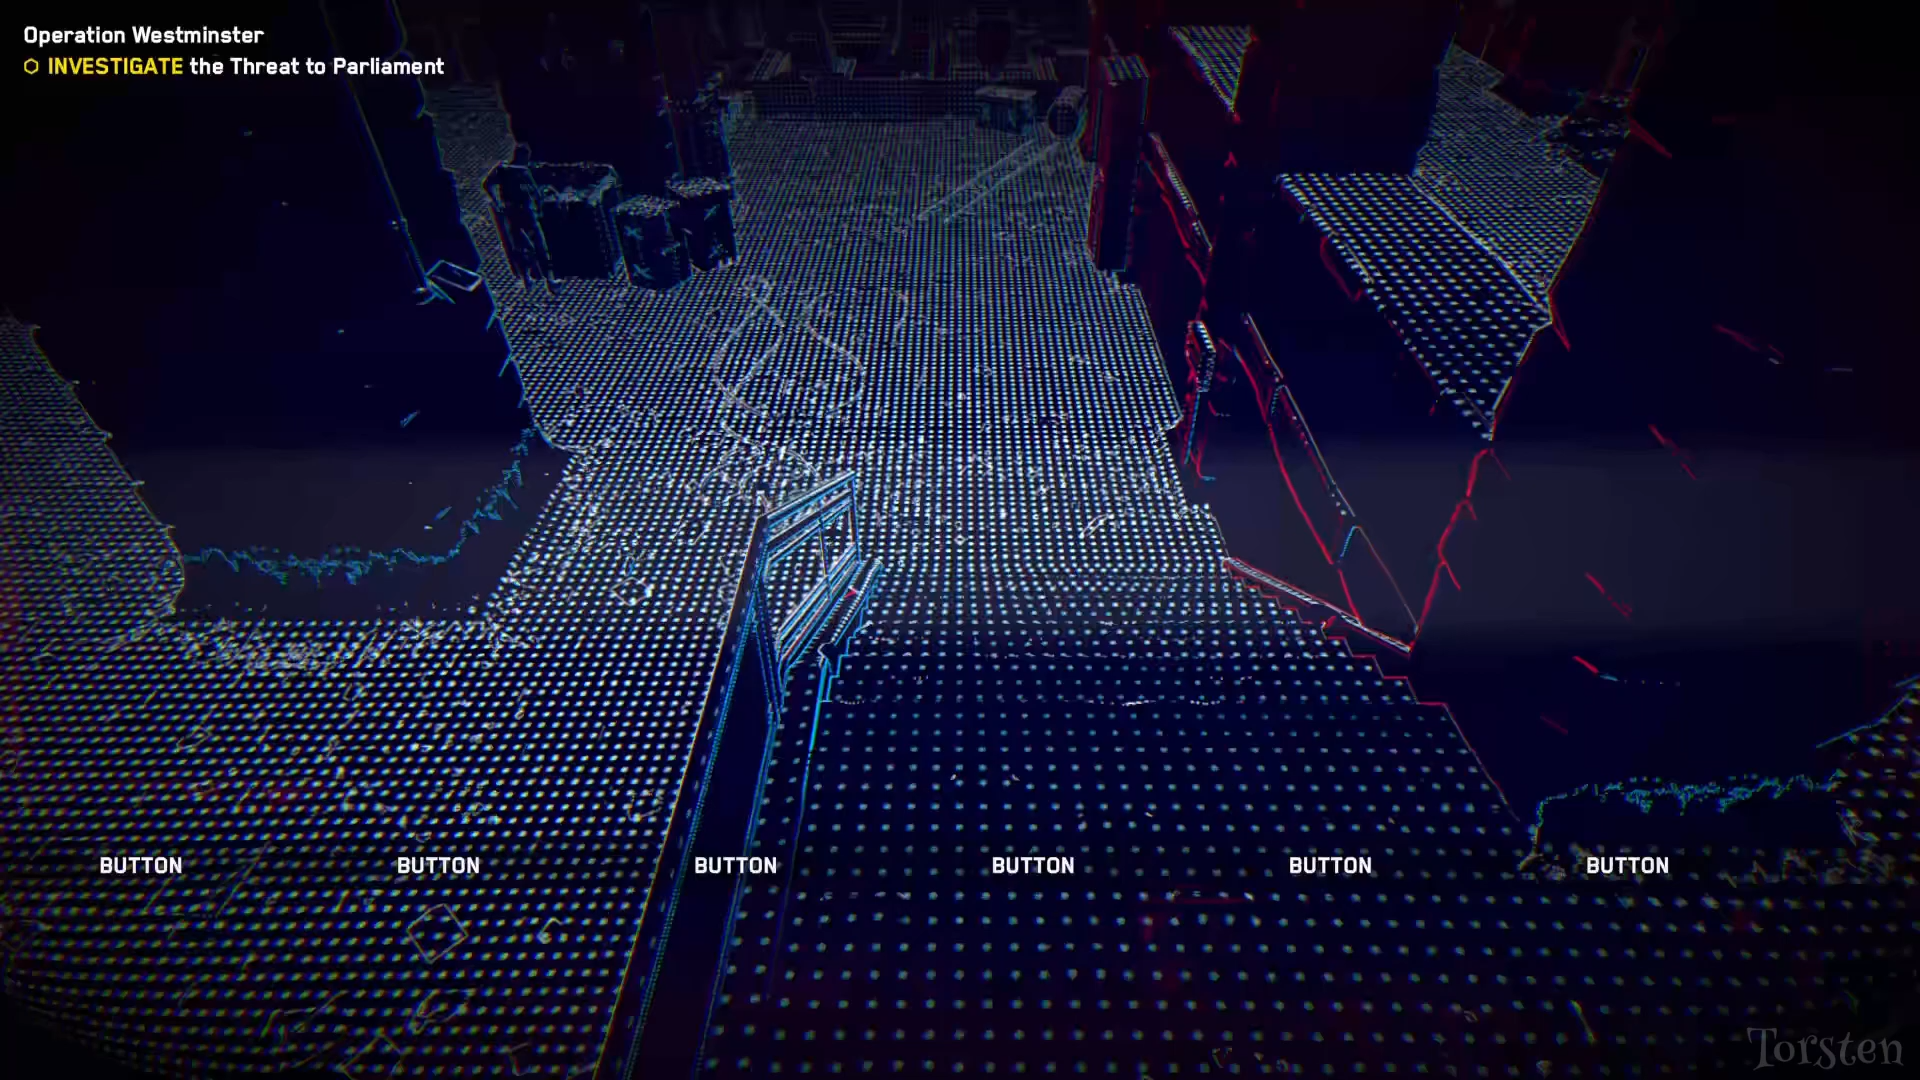 Operation Westminster
INVESTIGATE the Threat to Parliament
BUTTON BUTTON BUTTON BUTTON BUTTON BUTTON
Torsten